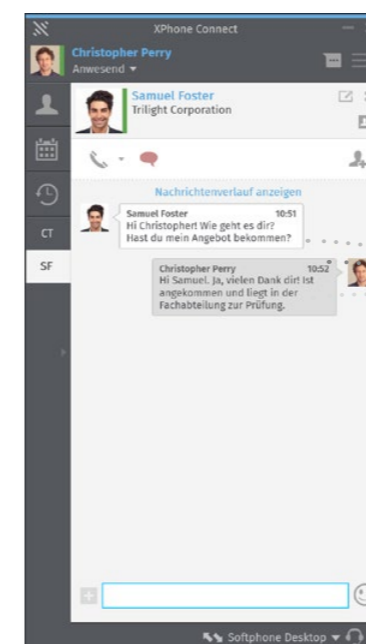 XPhone Connect
Christopher Perry
Anwesend
Samuel Foster
Trilight Corporation
Nachrichtenverlauf anzeigen
Samuel Foster 10:51
Hi Christopher! Wie geht es dir?
Hast du mein Angebot bekommen?
Christopher Perry 10:52
Hi Samuel. Ja, vielen Dank dir! Ist
angekommen und liegt in der
Fachabteilung zur Prüfung.
CT
SF
Softphone Desktop